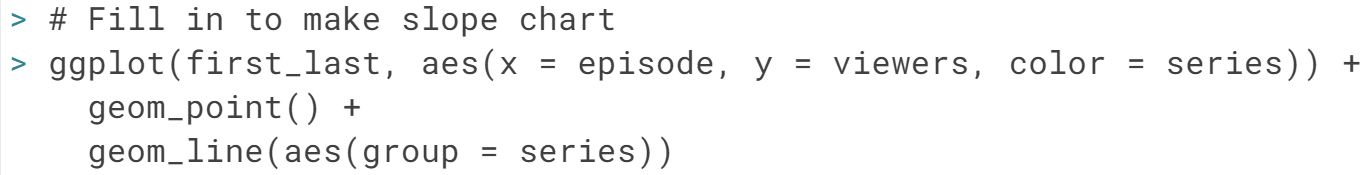 > # Fill in to make slope chart
> ggplot(first_last, aes(x = episode, y = viewers, color = series)) +
    geom_point() +
    geom_line(aes(group = series))